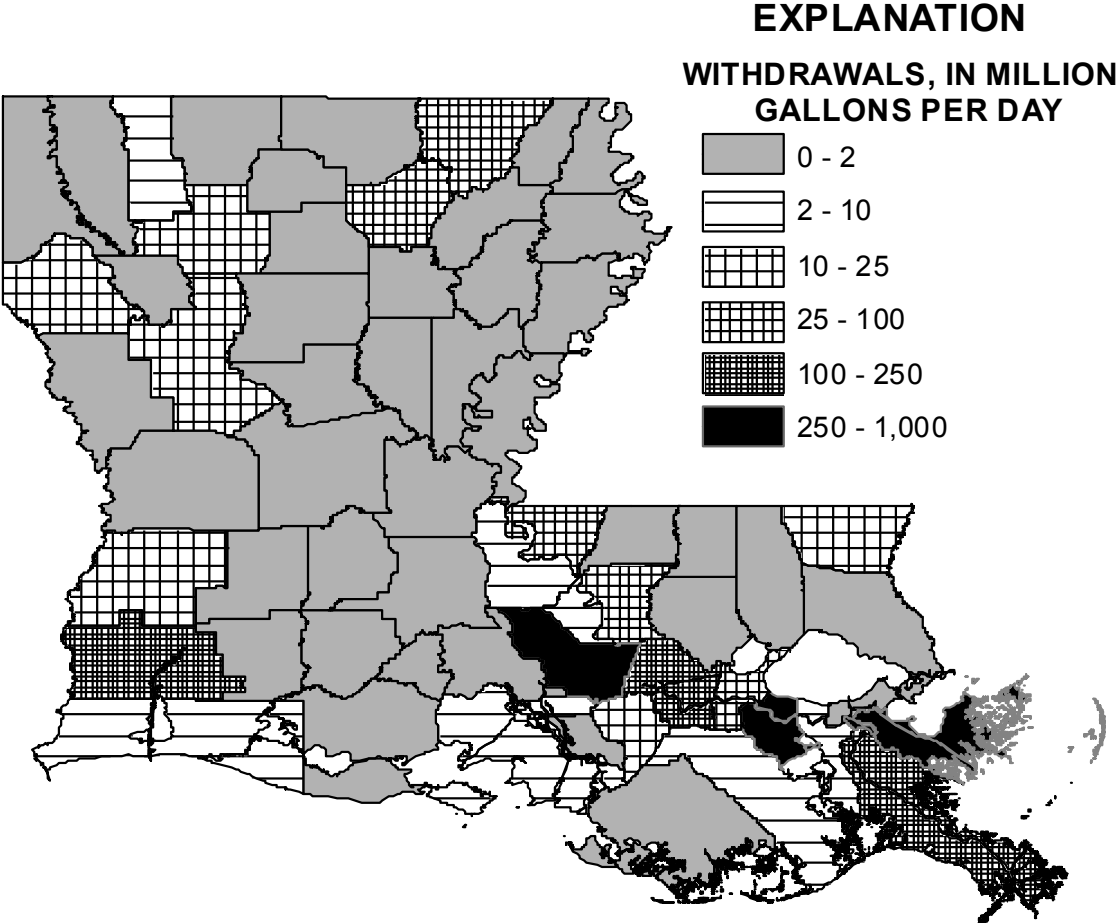 EXPLANATION
WITHDRAWALS, IN MILLION
GALLONS PER DAY
0 - 2
2 - 10
10 - 25
25 - 100
100 - 250
250 - 1,000